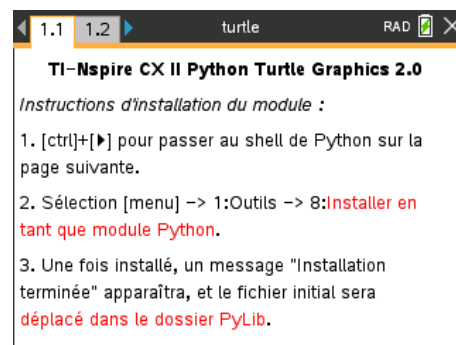 1.1 1.2 turtle RAD
TI-Nspire CX II Python Turtle Graphics 2.0
Instructions d'installation du module :
1. [ctrl]+[▶] pour passer au shell de Python sur la
page suivante.
2. Sélection [menu] -> 1:Outils -> 8:Installer en
tant que module Python.
3. Une fois installé, un message "Installation
terminée" apparaîtra, et le fichier initial sera
déplacé dans le dossier PyLib.